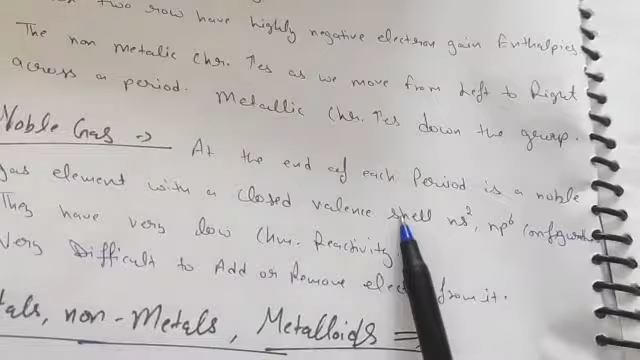 two row have highly negative electron gain Enthalpies
The non metalic Chr. ↑es as we move from Left to Right
across a period. Metallic Chr. ↑es down the group.
Noble Gas → At the end of each Period is a noble
gas element with a closed valence shell ns², np⁶ Configurat
They have very low Chm. Reactivity.
Very Difficult to Add or Remove elec from it.
tals, non-Metals, Metalloids ⇒